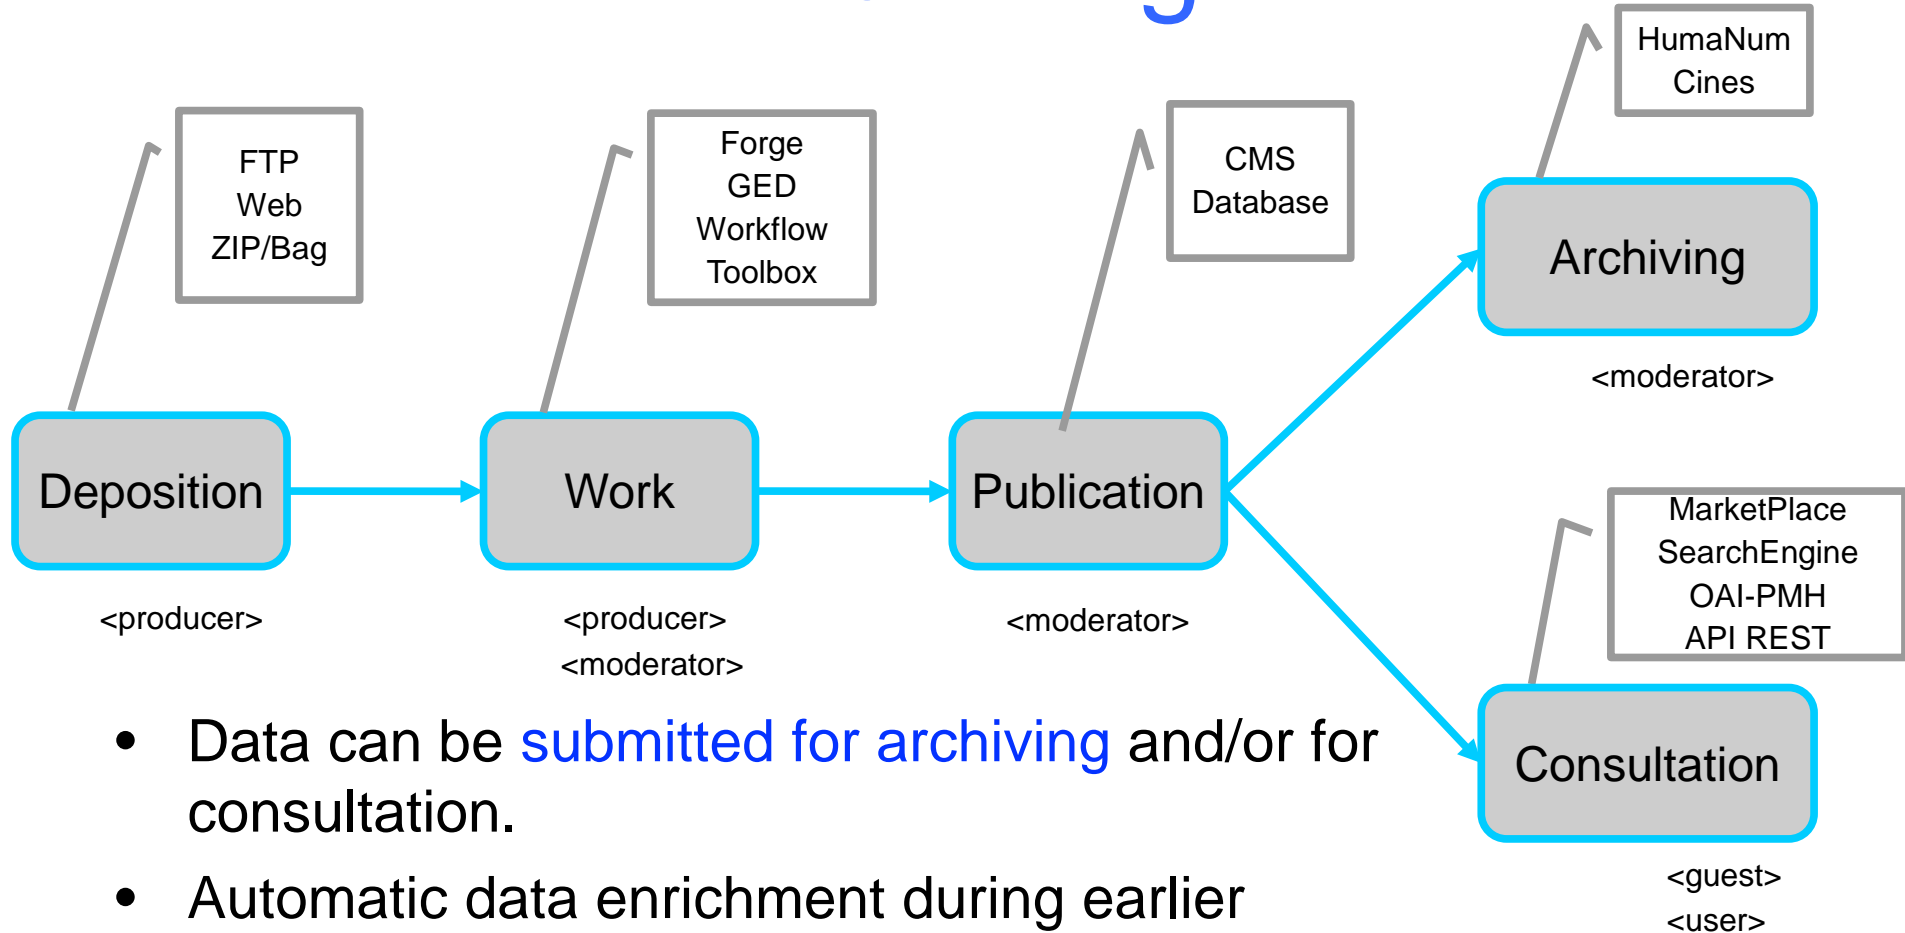 HumaNum
Cines
FTP
Web
ZIP/Bag
Forge
GED
Workflow
Toolbox
CMS
Database
Archiving
<moderator>
Deposition
Work
Publication
<producer>
<producer>
<moderator>
<moderator>
MarketPlace
SearchEngine
OAI-PMH
API REST
Consultation
<guest>
<user>
• Data can be submitted for archiving and/or for
consultation.
• Automatic data enrichment during earlier